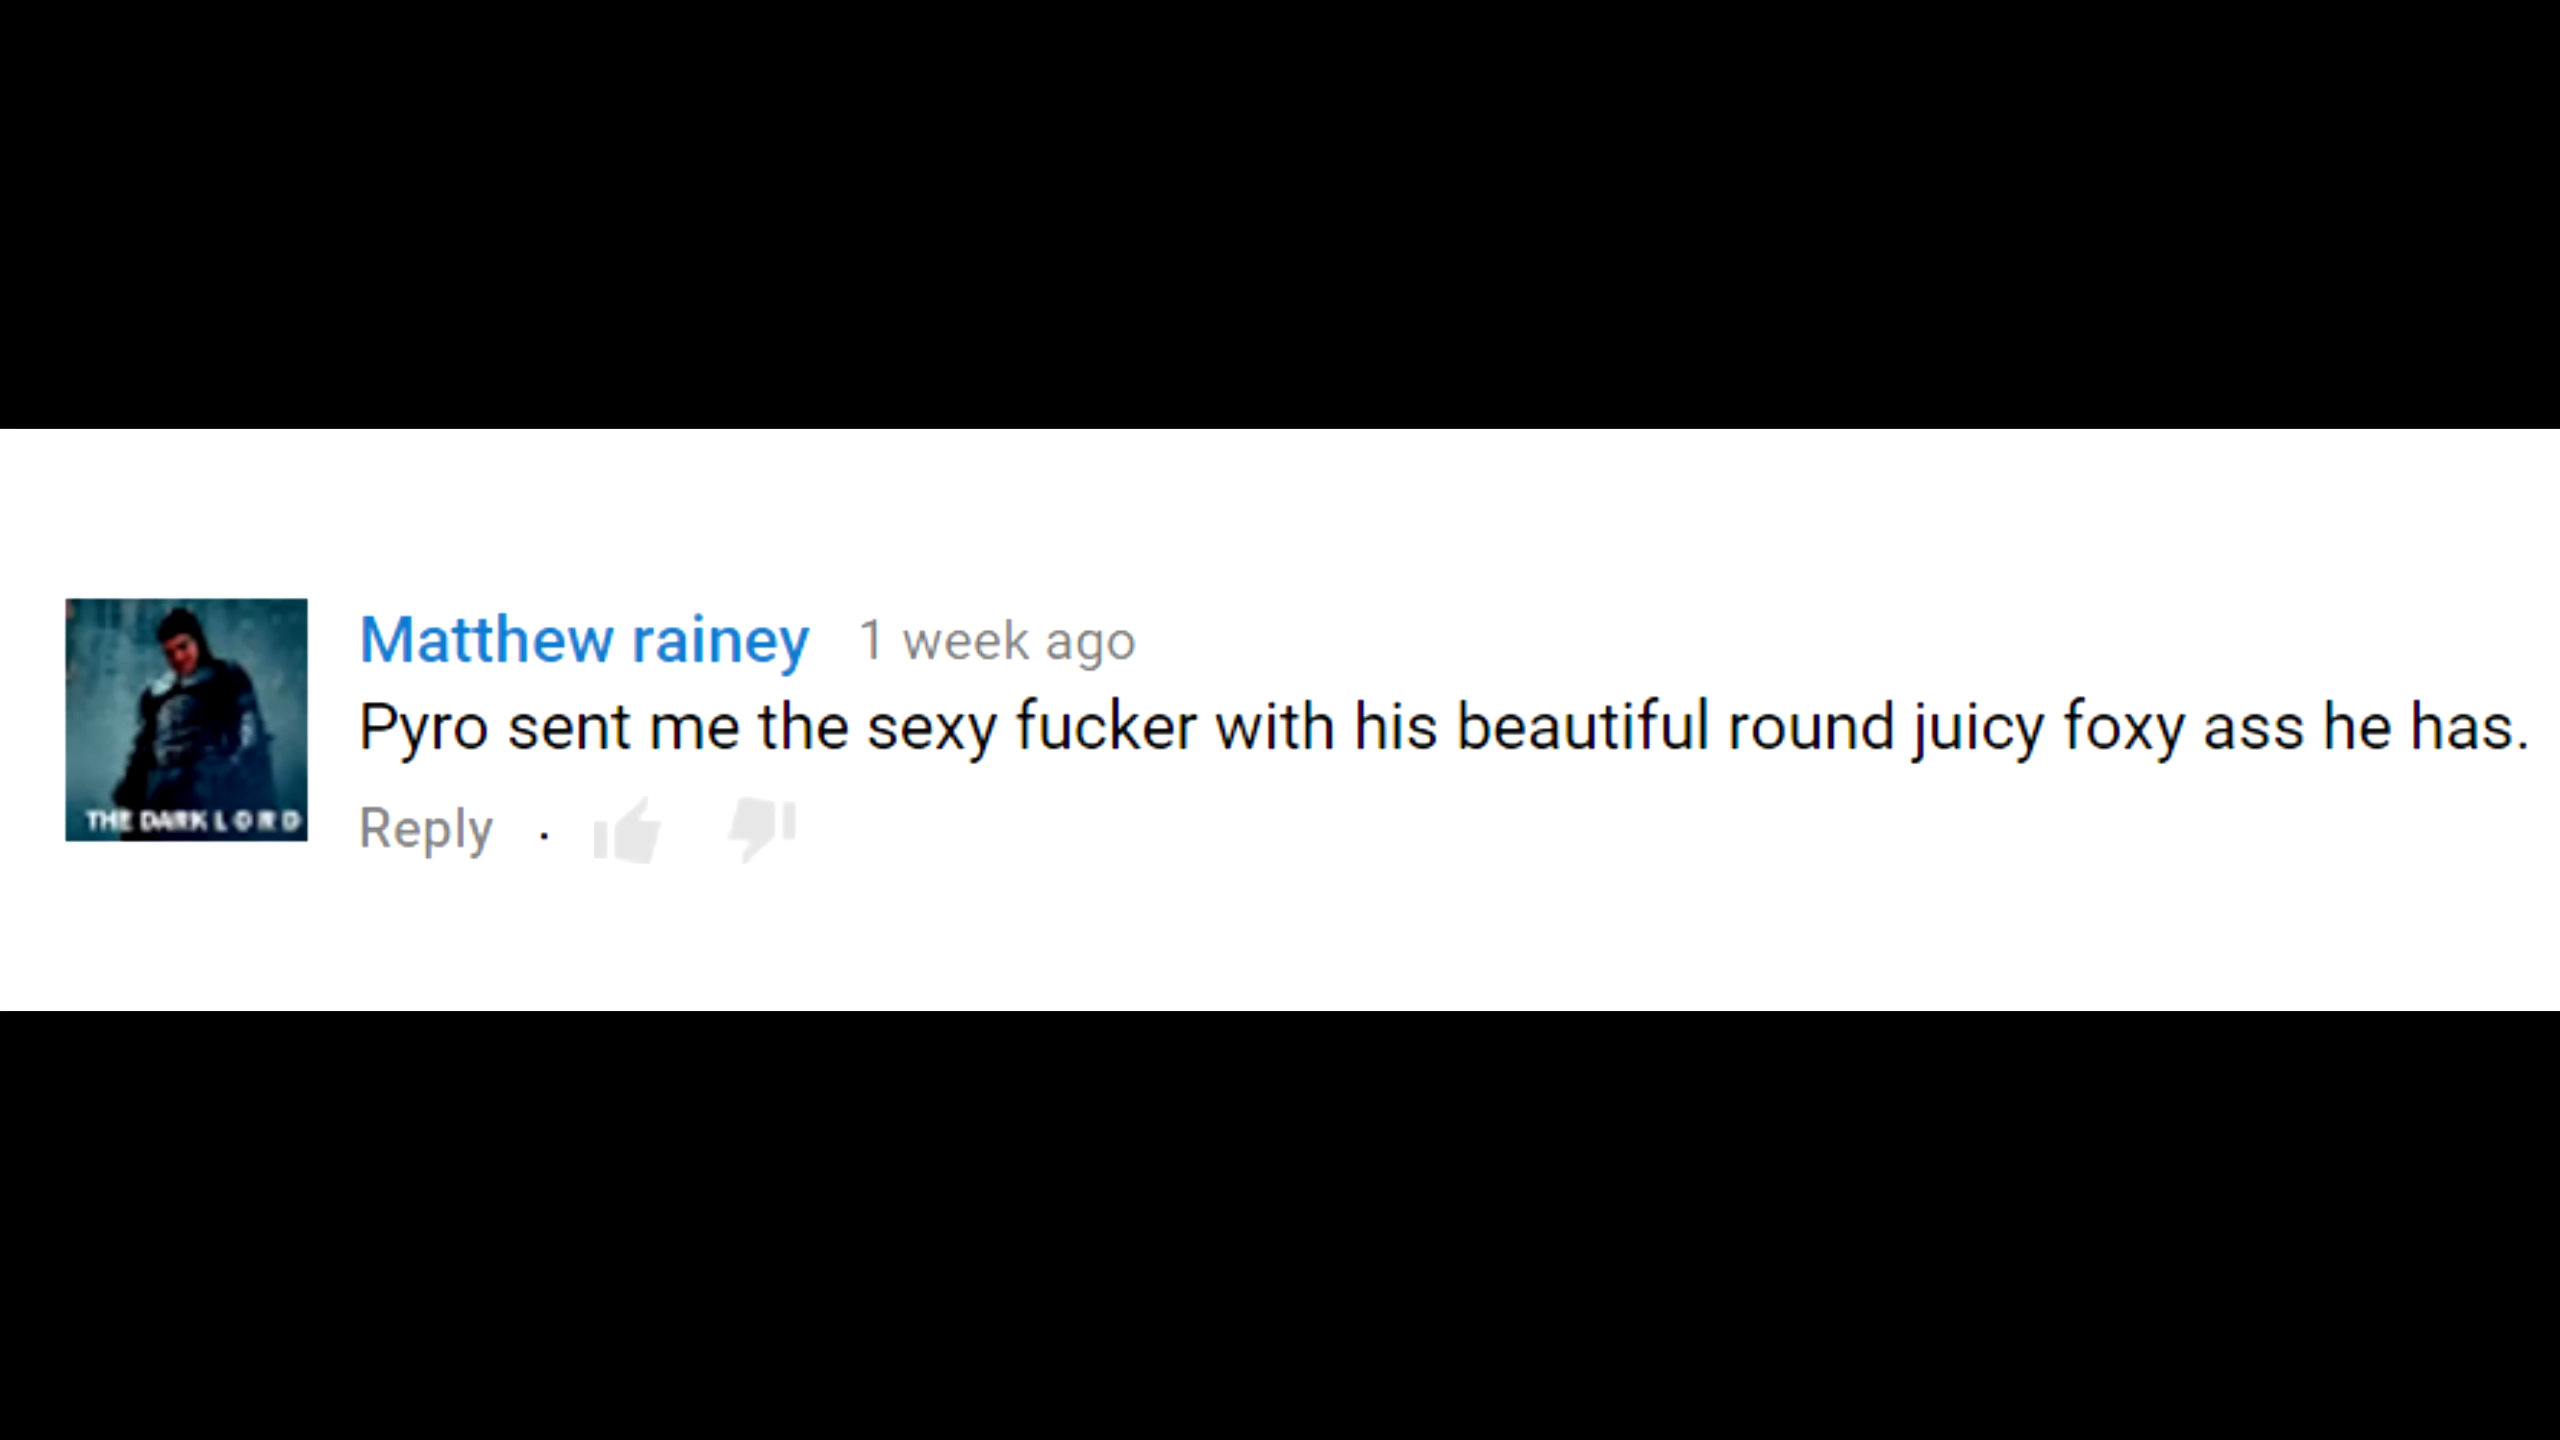 Matthew rainey 1 week ago
Pyro sent me the sexy fucker with his beautiful round juicy foxy ass he has.
Reply ·
THE DARK L O R D